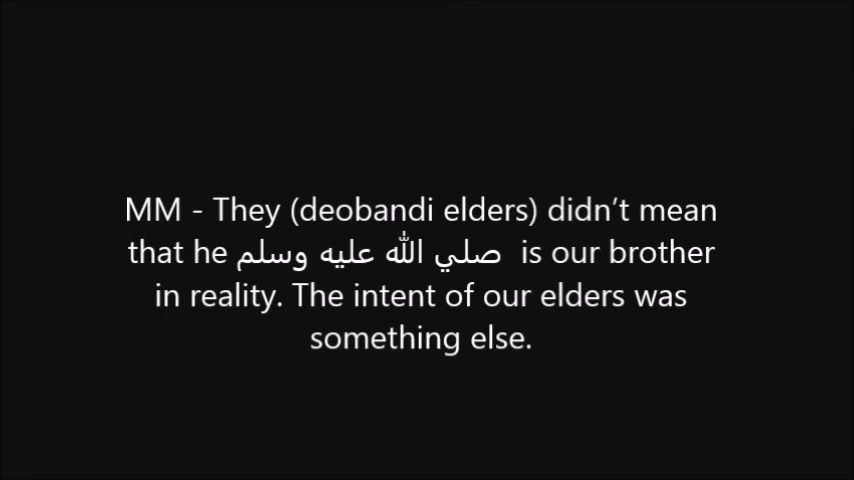 MM - They (deobandi elders) didn’t mean
that he صلي الله عليه وسلم is our brother
in reality. The intent of our elders was
something else.